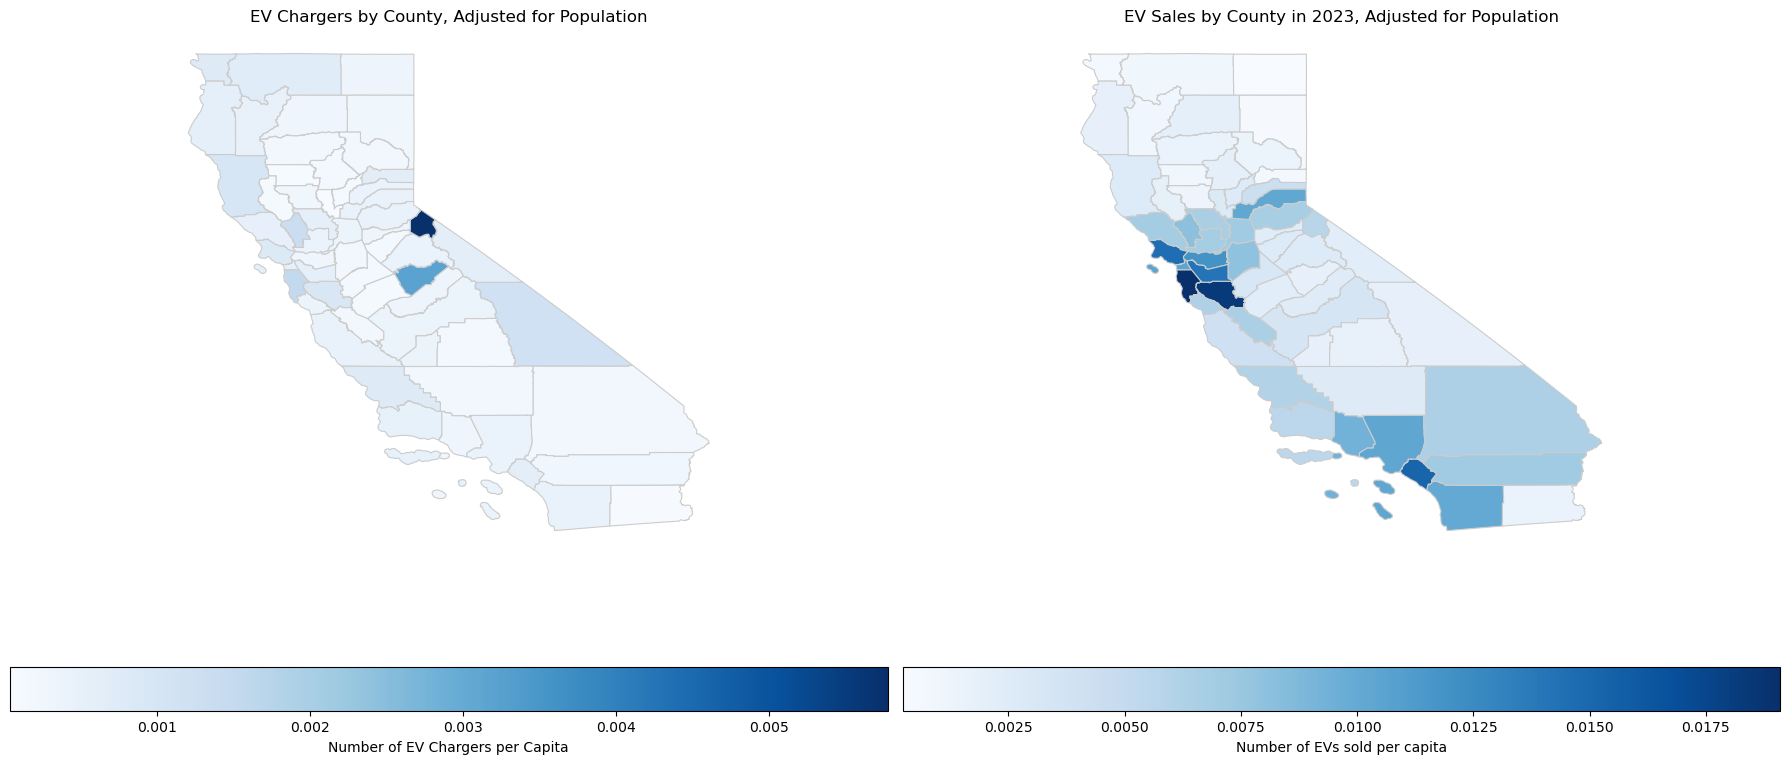 EV Chargers by County, Adjusted for Population
EV Sales by County in 2023, Adjusted for Population
0.001 0.002 0.003 0.004 0.005
Number of EV Chargers per Capita
0.0025 0.0050 0.0075 0.0100 0.0125 0.0150 0.0175
Number of EVs sold per capita